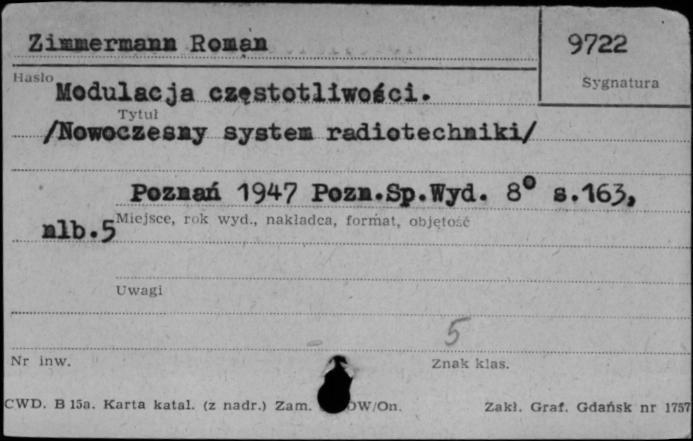 Zimmermann Roman
9722
Hasło
Sygnatura
Modulacja częstotliwości.
Tytuł
/Nowoczesny system radiotechniki/
Poznań 1947 Pozn.Sp.Wyd. 8° s.163,
Miejsce, rok wyd., nakładca, format, objętość
nlb.5
Uwagi
5
Nr inw.
Znak klas.
CWD. B 15a. Karta katal. (z nadr.) Zam. OW/On.
Zakł. Graf. Gdańsk nr 1757